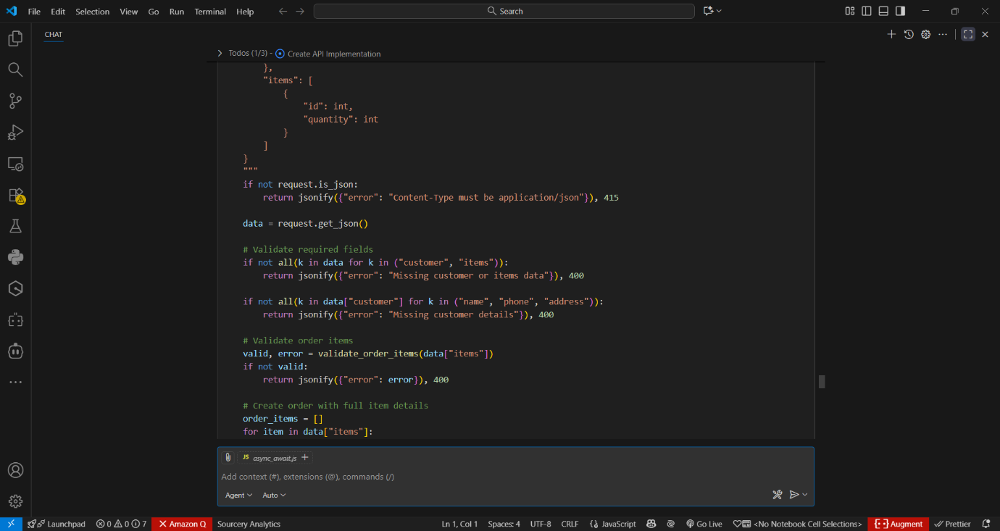 File Edit Selection View Go Run Terminal Help Search
CHAT
Todos (1/3) - Create API Implementation
},
"items": [
{
"id": int,
"quantity": int
}
]
}
"""
if not request.is_json:
return jsonify({"error": "Content-Type must be application/json"}), 415
data = request.get_json()
# Validate required fields
if not all(k in data for k in ("customer", "items")):
return jsonify({"error": "Missing customer or items data"}), 400
if not all(k in data["customer"] for k in ("name", "phone", "address")):
return jsonify({"error": "Missing customer details"}), 400
# Validate order items
valid, error = validate_order_items(data["items"])
if not valid:
return jsonify({"error": error}), 400
# Create order with full item details
order_items = []
for item in data["items"]:
JS async_await.js
Add context (#), extensions (@), commands (/)
Agent Auto
Launchpad 0 0 7 Amazon Q Sourcery Analytics Ln 1, Col 1 Spaces: 4 UTF-8 CRLF JavaScript Go Live <No Notebook Cell Selections> Augment Prettier